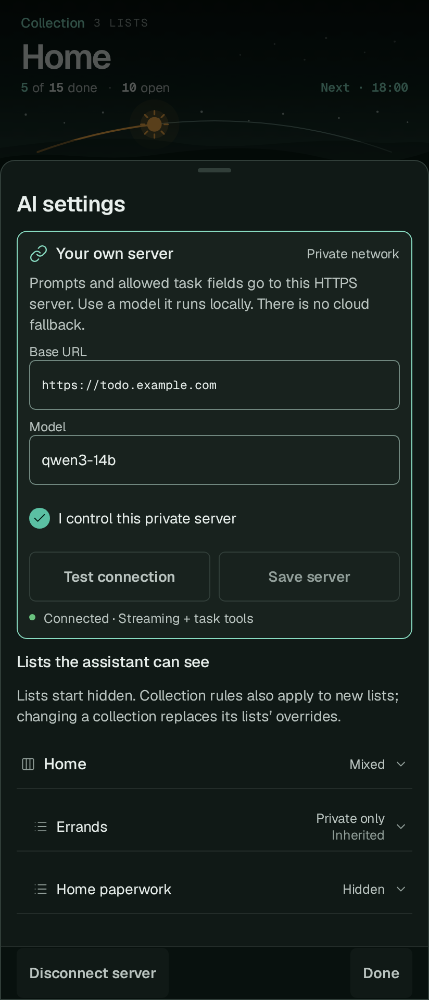 Collection 3 LISTS
Home
5 of 15 done · 10 open
Next · 18:00
AI settings
Your own server
Private network
Prompts and allowed task fields go to this HTTPS
server. Use a model it runs locally. There is no cloud
fallback.
Base URL
https://todo.example.com
Model
qwen3-14b
I control this private server
Test connection
Save server
Connected · Streaming + task tools
Lists the assistant can see
Lists start hidden. Collection rules also apply to new lists;
changing a collection replaces its lists’ overrides.
Home
Mixed
Errands
Private only
Inherited
Home paperwork
Hidden
Disconnect server
Done